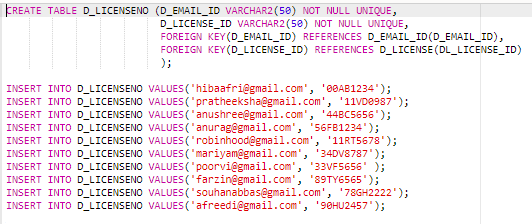 CREATE TABLE D_LICENSENO (D_EMAIL_ID VARCHAR2(50) NOT NULL UNIQUE,
D_LICENSE_ID VARCHAR2(50) NOT NULL UNIQUE,
FOREIGN KEY(D_EMAIL_ID) REFERENCES D_EMAIL_ID(D_EMAIL_ID),
FOREIGN KEY(D_LICENSE_ID) REFERENCES D_LICENSE(DL_LICENSE_ID)
);
INSERT INTO D_LICENSENO VALUES('hibaafri@gmail.com', '00AB1234');
INSERT INTO D_LICENSENO VALUES('pratheeksha@gmail.com', '11VD0987');
INSERT INTO D_LICENSENO VALUES('anushree@gmail.com', '44BC5656');
INSERT INTO D_LICENSENO VALUES('anurag@gmail.com', '56FB1234');
INSERT INTO D_LICENSENO VALUES('robinhood@gmail.com', '11RT5678');
INSERT INTO D_LICENSENO VALUES('mariyam@gmail.com', '34DV8787');
INSERT INTO D_LICENSENO VALUES('poorvi@gmail.com', '33VF5656' );
INSERT INTO D_LICENSENO VALUES('farzin@gmail.com', '89TY6565');
INSERT INTO D_LICENSENO VALUES('souhanabbas@gmail.com', '78GH2222');
INSERT INTO D_LICENSENO VALUES('afreedi@gmail.com', '90HU2457');